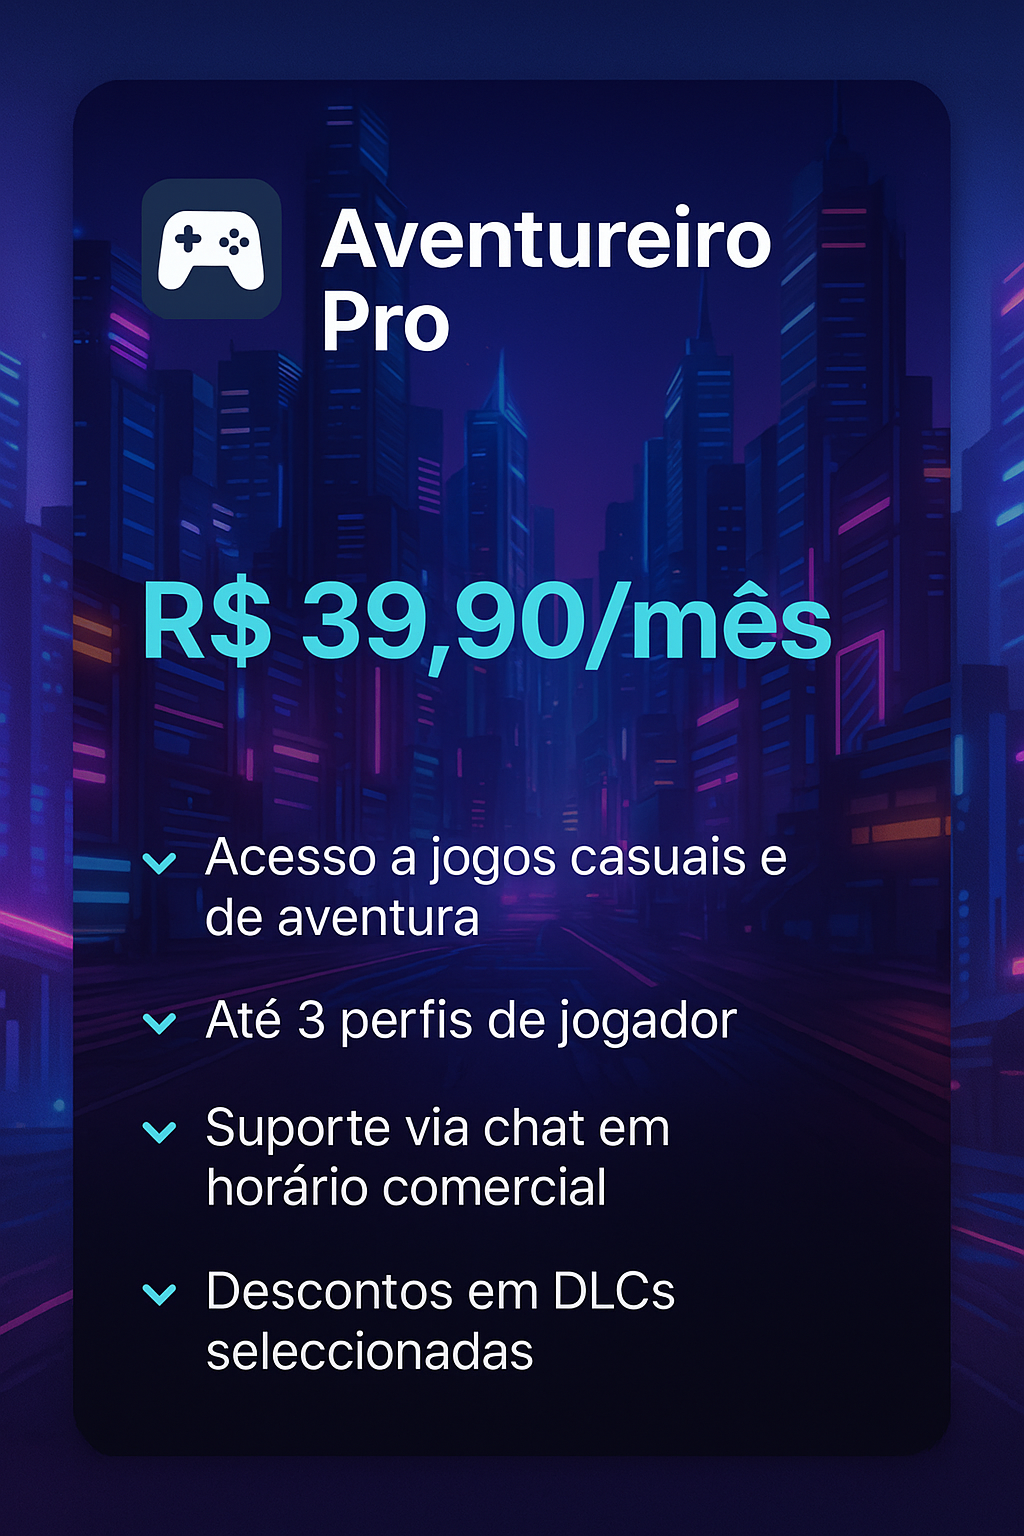 Aventureiro
Pro
R$ 39,90/mês
Acesso a jogos casuais e
de aventura
Até 3 perfis de jogador
Suporte via chat em
horário comercial
Descontos em DLCs
seleccionadas